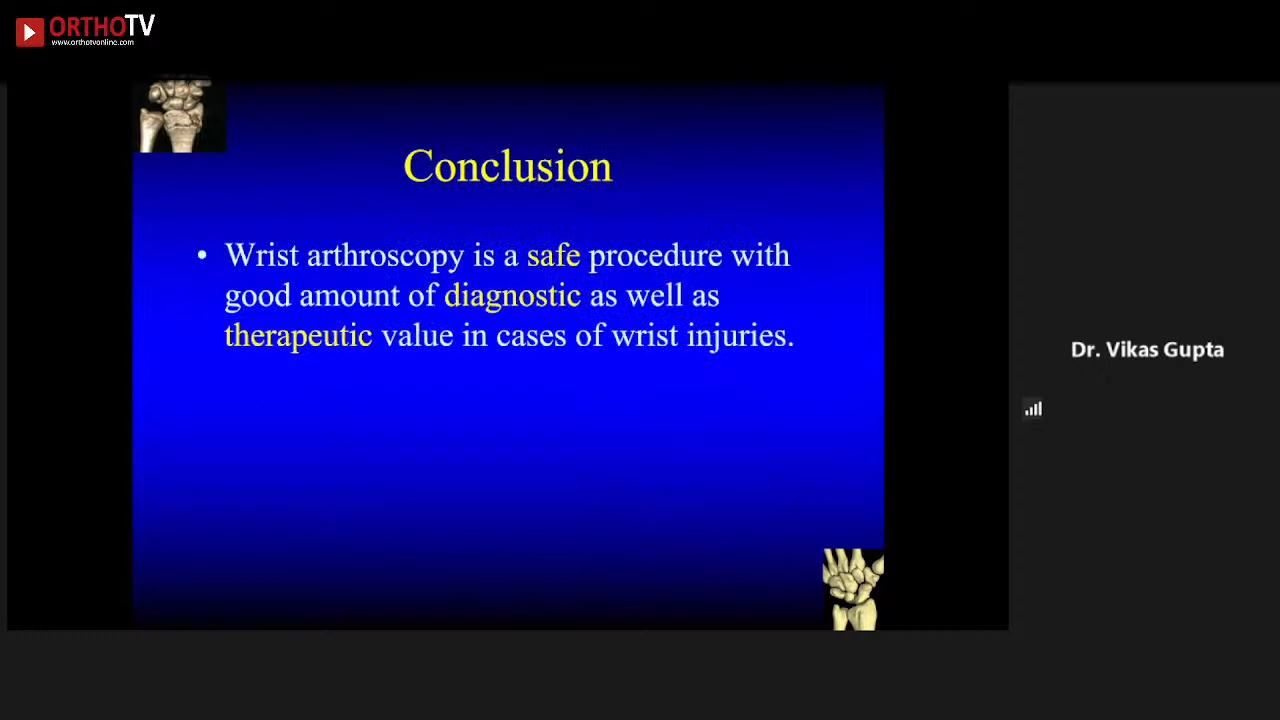 ORTHOTV
www.orthotvonline.com
Conclusion
• Wrist arthroscopy is a safe procedure with
good amount of diagnostic as well as
therapeutic value in cases of wrist injuries.
Dr. Vikas Gupta